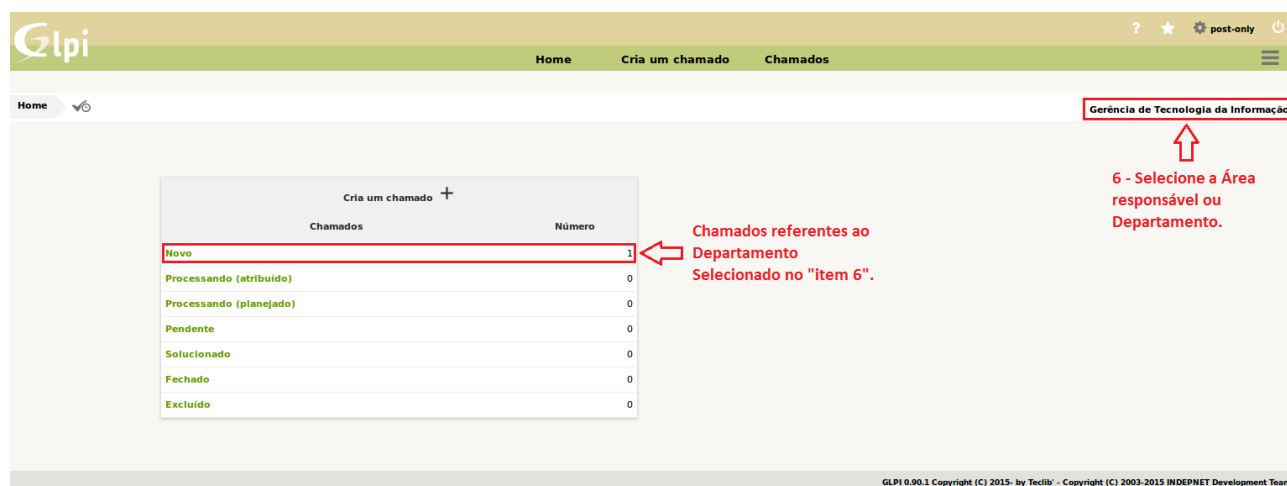 Glpi
? post-only
Home Cria um chamado Chamados
Home
Gerência de Tecnologia da Informação
6 - Selecione a Área
responsável ou
Departamento.
Cria um chamado +
Chamados Número
Novo 1
Processando (atribuído) 0
Processando (planejado) 0
Pendente 0
Solucionado 0
Fechado 0
Excluído 0
Chamados referentes ao
Departamento
Selecionado no "item 6".
GLPI 0.90.1 Copyright (C) 2015- by Teclib' - Copyright (C) 2003-2015 INDEPNET Development Team